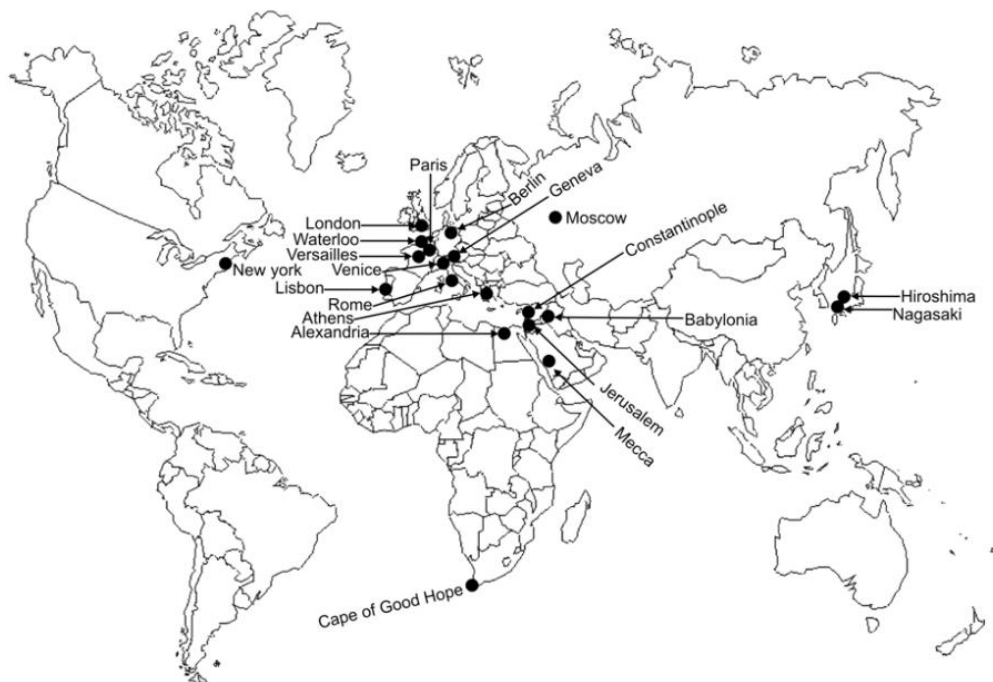 Paris
Berlin
Geneva
London
Moscow
Constantinople
Waterloo
Versailles
Venice
New york
Lisbon
Rome
Athens
Alexandria
Babylonia
Hiroshima
Nagasaki
Jerusalem
Mecca
Cape of Good Hope